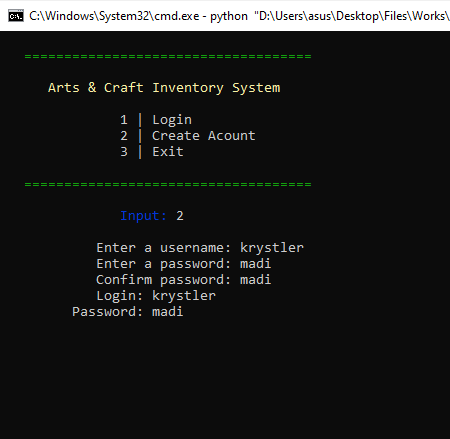 C:\Windows\System32\cmd.exe - python "D:\Users\asus\Desktop\Files\Works\
====================================
Arts & Craft Inventory System
1 | Login
2 | Create Acount
3 | Exit
====================================
Input: 2
Enter a username: krystler
Enter a password: madi
Confirm password: madi
Login: krystler
Password: madi